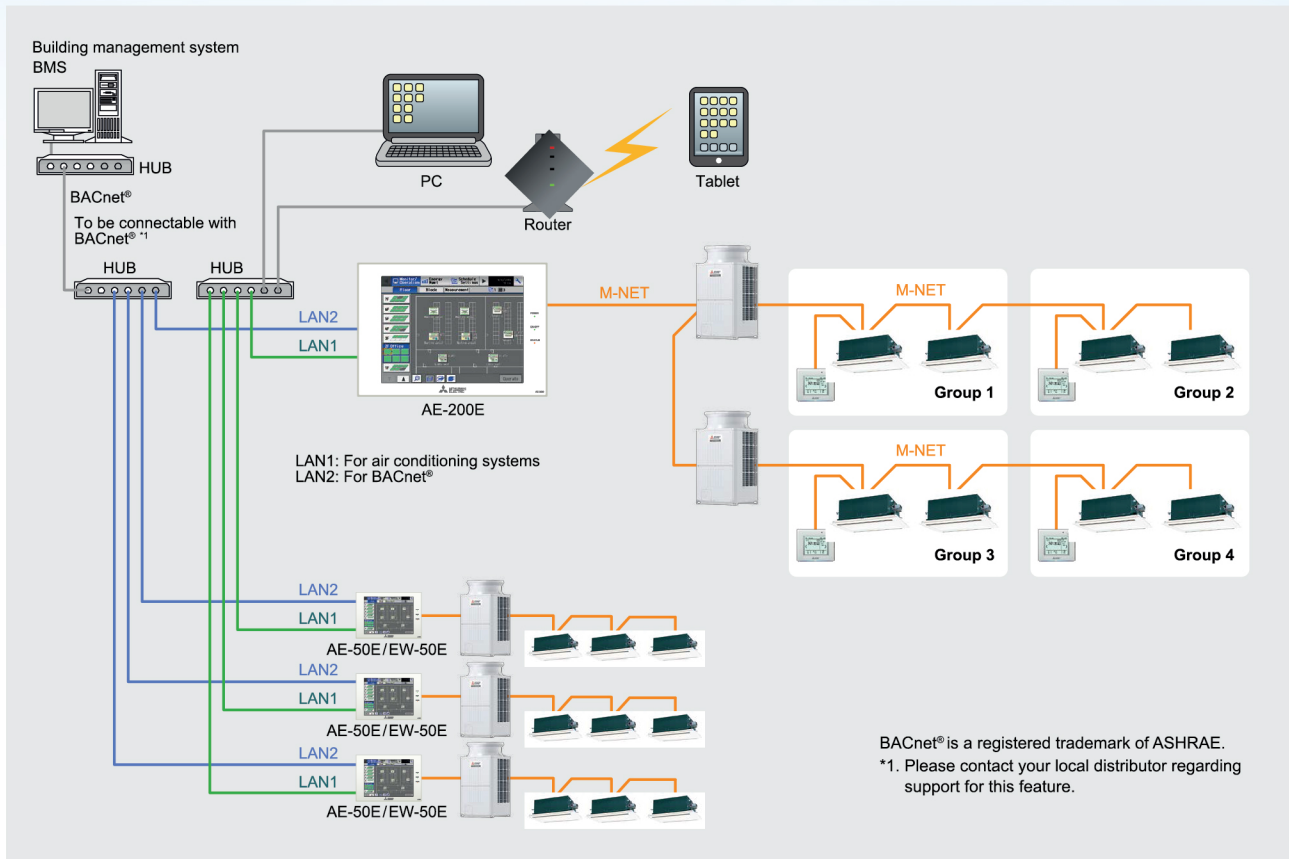 Building management system
BMS
HUB
BACnet®
To be connectable with
BACnet® *1
HUB
HUB
PC
Router
Tablet
LAN2
LAN1
AE-200E
M-NET
M-NET
Group 1
Group 2
M-NET
Group 3
Group 4
LAN1: For air conditioning systems
LAN2: For BACnet®
LAN2
LAN1
AE-50E/EW-50E
LAN2
LAN1
AE-50E/EW-50E
LAN2
LAN1
AE-50E/EW-50E
BACnet® is a registered trademark of ASHRAE.
*1. Please contact your local distributor regarding
support for this feature.